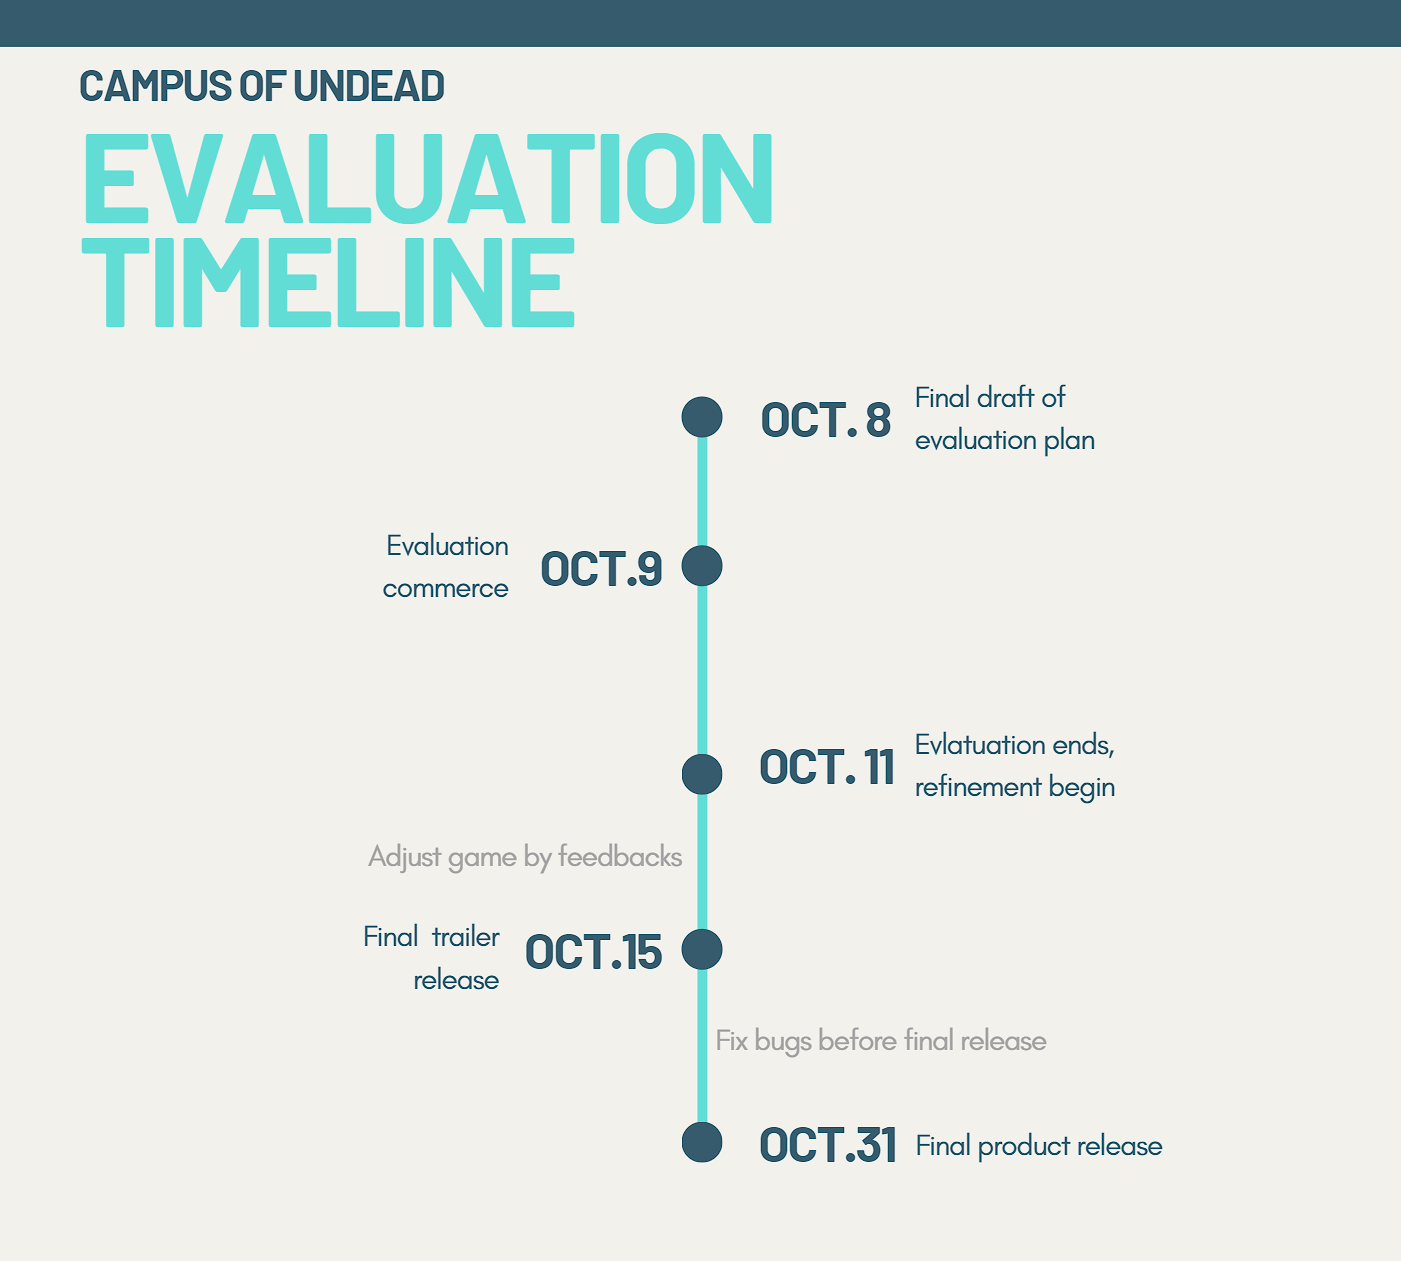 CAMPUS OF UNDEAD
EVALUATION
TIMELINE
OCT. 8
Final draft of
evaluation plan
Evaluation
commerce
OCT.9
OCT. 11
Evlatuation ends,
refinement begin
Adjust game by feedbacks
Final trailer
release
OCT.15
Fix bugs before final release
OCT.31
Final product release